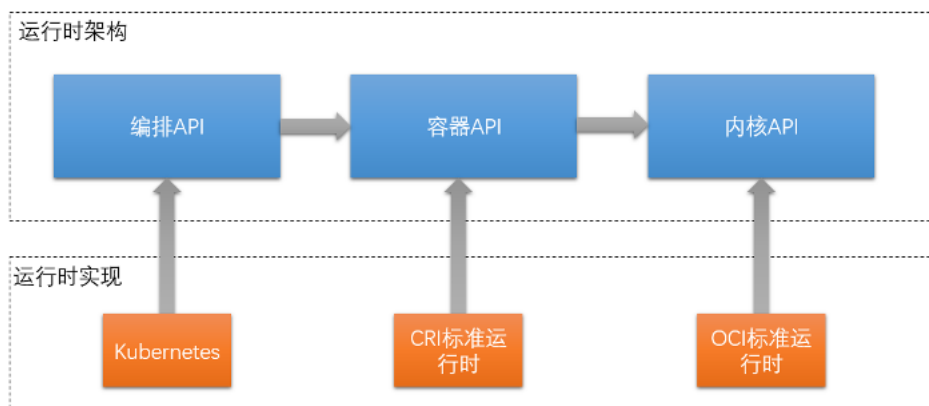 运行时架构
编排API
容器API
内核API
运行时实现
Kubernetes
CRI标准运
行时
OCI标准运
行时